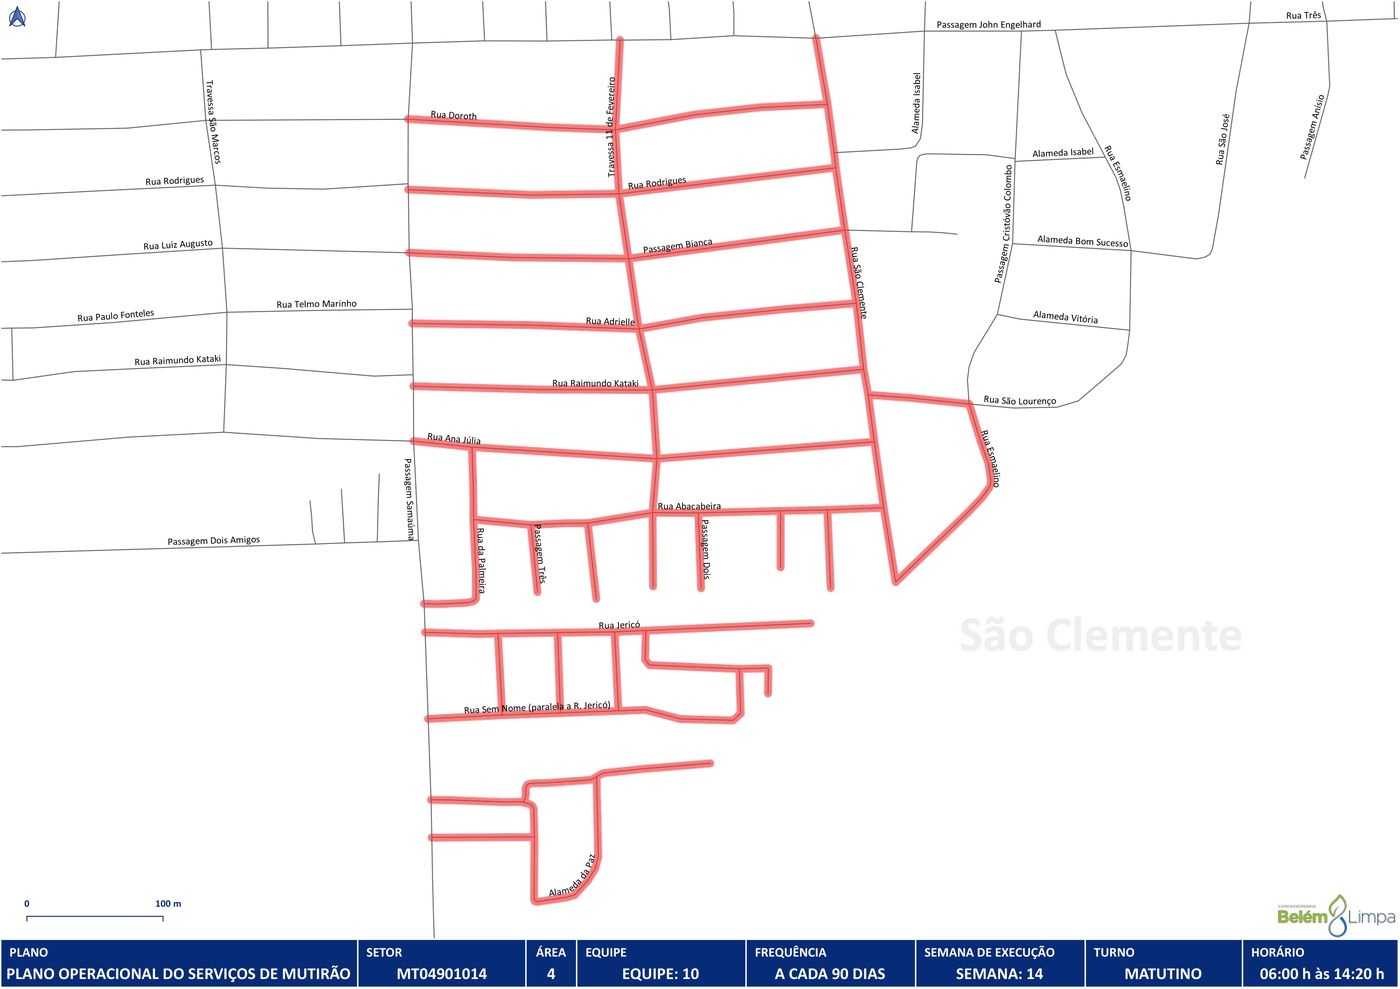 Rua Três
Passagem John Engelhard
Travessa São Marcos
Travessa 11 de Fevereiro
Alameda Isabel
Passagem Anísio
Rua Doroth
Rua São José
Alameda Isabel
Rua Esmaelino
Rua Rodrigues
Rua Rodrigues
Passagem Cristóvão Colombo
Rua Luiz Augusto
Passagem Bianca
Alameda Bom Sucesso
Rua São Clemente
Rua Telmo Marinho
Rua Paulo Fonteles
Rua Adrielle
Alameda Vitória
Rua Raimundo Kataki
Rua Raimundo Kataki
Rua São Lourenço
Rua Ana Júlia
Rua Esmaelino
Passagem Samaúma
Rua Abacabeira
Passagem Dois Amigos
Rua da Palmeira
Passagem Três
Passagem Dois
Rua Jericó
São Clemente
Rua Sem Nome (paralela a R. Jericó)
Alameda da Paz
0 100 m
CONCESSIONÁRIA
Belém Limpa
PLANO
PLANO OPERACIONAL DO SERVIÇOS DE MUTIRÃO
SETOR
MT04901014
ÁREA
4
EQUIPE
EQUIPE: 10
FREQUÊNCIA
A CADA 90 DIAS
SEMANA DE EXECUÇÃO
SEMANA: 14
TURNO
MATUTINO
HORÁRIO
06:00 h às 14:20 h